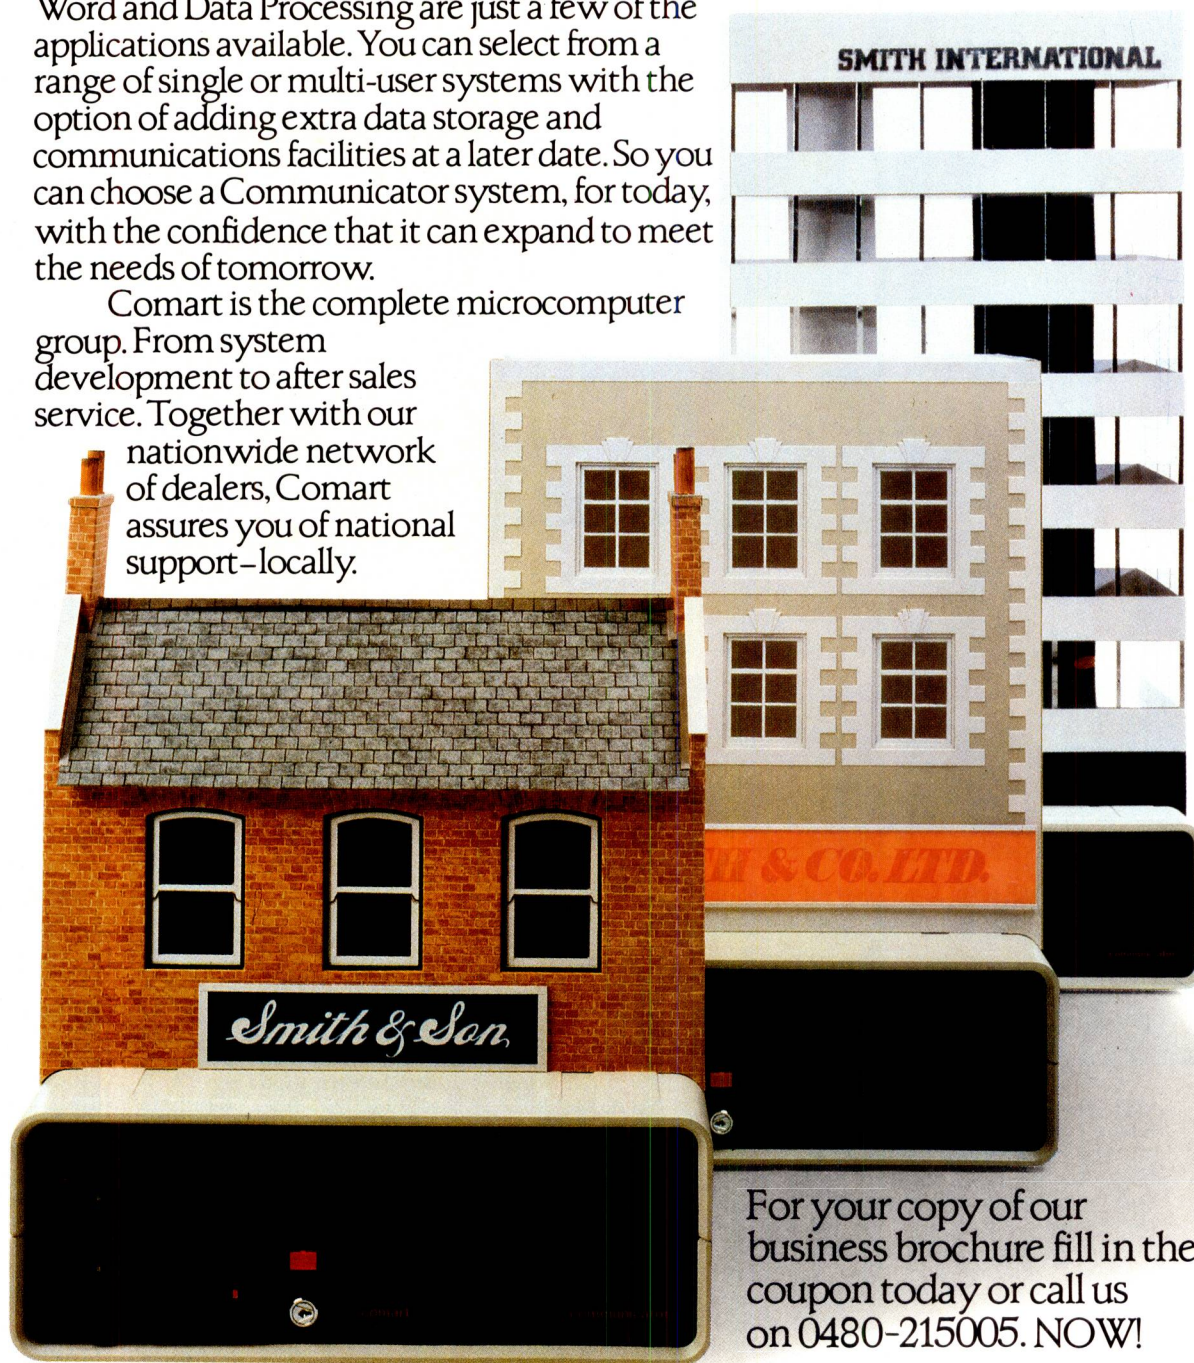 Word and Data Processing are just a few of the
applications available. You can select from a
range of single or multi-user systems with the
option of adding extra data storage and
communications facilities at a later date. So you
can choose a Communicator system, for today,
with the confidence that it can expand to meet
the needs of tomorrow.
Comart is the complete microcomputer
group. From system
development to after sales
service. Together with our
nationwide network
of dealers, Comart
assures you of national
support–locally.
SMITH INTERNATIONAL
& CO. LTD.
Smith & Son
For your copy of our
business brochure fill in the
coupon today or call us
on 0480-215005. NOW!